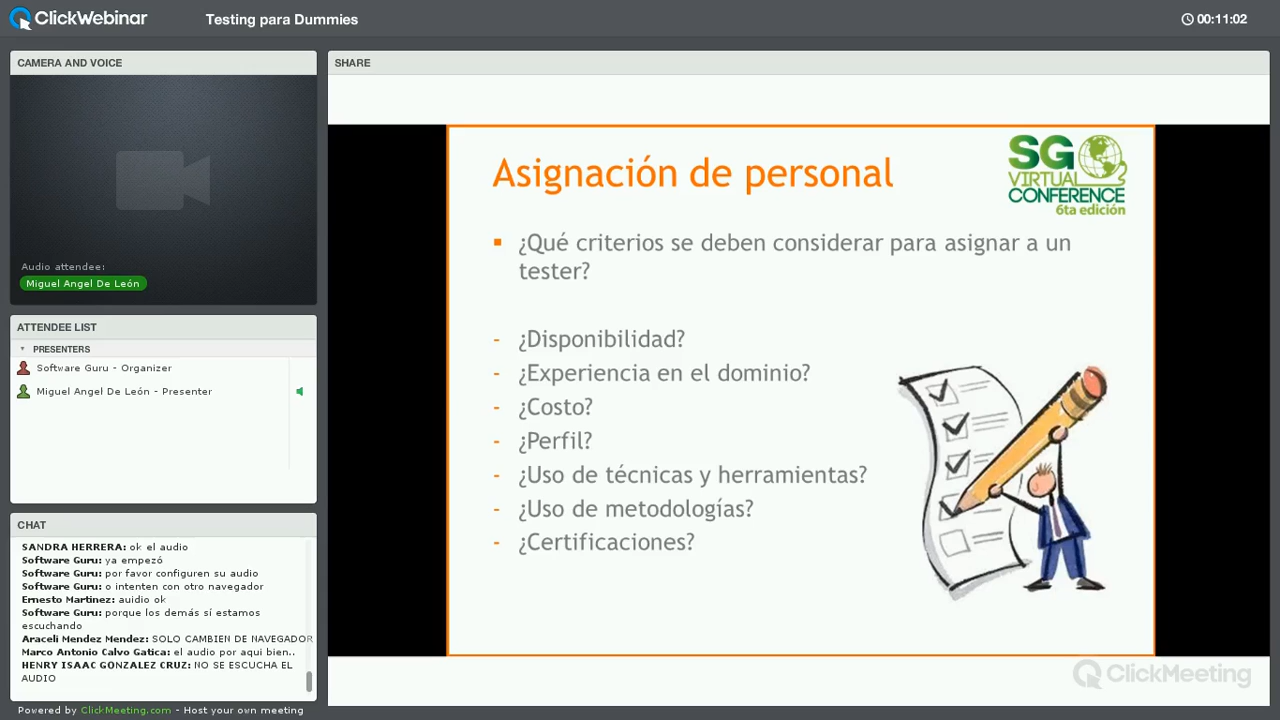 ClickWebinar
Testing para Dummies
00:11:02
CAMERA AND VOICE
Audio attendee:
Miguel Angel De León
ATTENDEE LIST
PRESENTERS
Software Guru - Organizer
Miguel Angel De León - Presenter
CHAT
SANDRA HERRERA: ok el audio
Software Guru: ya empezó
Software Guru: por favor configuren su audio
Software Guru: o intenten con otro navegador
Ernesto Martinez: auidio ok
Software Guru: porque los demás sí estamos
escuchando
Araceli Mendez Mendez: SOLO CAMBIEN DE NAVEGADOR
Marco Antonio Calvo Gatica: el audio por aqui bien..
HENRY ISAAC GONZALEZ CRUZ: NO SE ESCUCHA EL
AUDIO
Powered by ClickMeeting.com - Host your own meeting
SHARE
Asignación de personal
SG
VIRTUAL
CONFERENCE
6ta edición
¿Qué criterios se deben considerar para asignar a un
tester?
- ¿Disponibilidad?
- ¿Experiencia en el dominio?
- ¿Costo?
- ¿Perfil?
- ¿Uso de técnicas y herramientas?
- ¿Uso de metodologías?
- ¿Certificaciones?
ClickMeeting